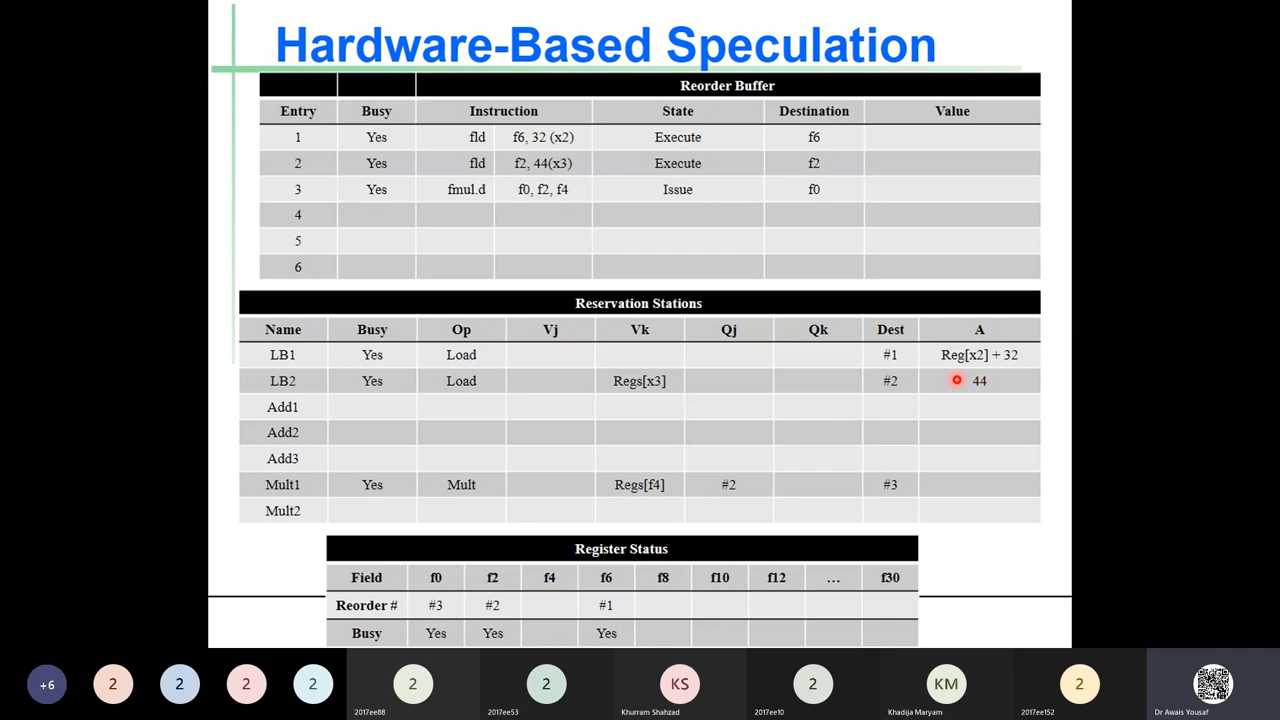 Hardware-Based Speculation
Reorder Buffer
Entry Busy Instruction State Destination Value
1 Yes fld f6, 32 (x2) Execute f6
2 Yes fld f2, 44(x3) Execute f2
3 Yes fmul.d f0, f2, f4 Issue f0
4
5
6
Reservation Stations
Name Busy Op Vj Vk Qj Qk Dest A
LB1 Yes Load #1 Reg[x2] + 32
LB2 Yes Load Regs[x3] #2 44
Add1
Add2
Add3
Mult1 Yes Mult Regs[f4] #2 #3
Mult2
Register Status
Field f0 f2 f4 f6 f8 f10 f12 … f30
Reorder # #3 #2 #1
Busy Yes Yes Yes
+6 2 2 2 2 2 2 KS 2 KM 2
2017ee88 2017ee53 Khurram Shahzad 2017ee10 Khadija Maryam 2017ee152 Dr Awais Yousaf